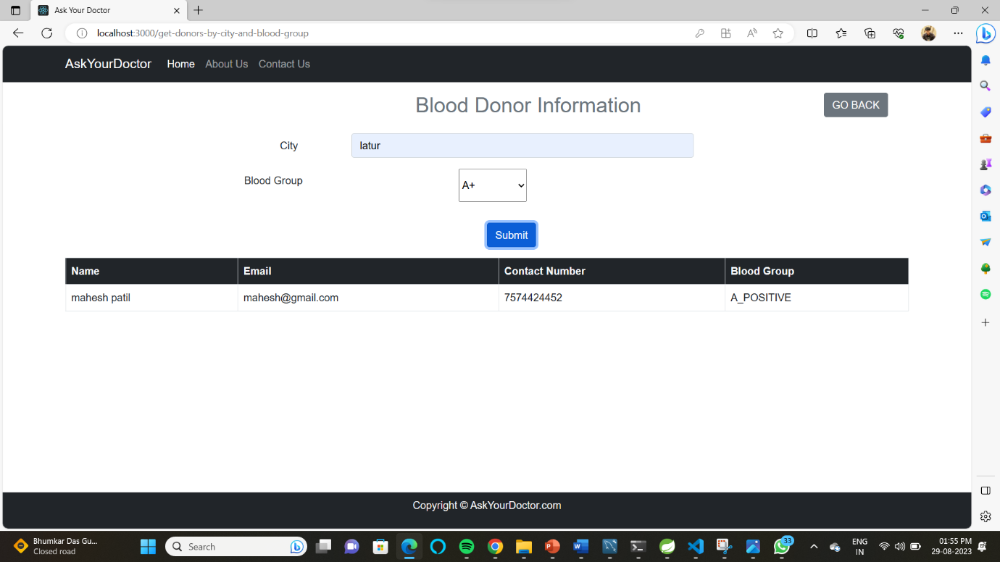 Ask Your Doctor
localhost:3000/get-donors-by-city-and-blood-group
AskYourDoctor Home About Us Contact Us
Blood Donor Information
GO BACK
City latur
Blood Group A+
Submit
Name Email Contact Number Blood Group
mahesh patil mahesh@gmail.com 7574424452 A_POSITIVE
Copyright © AskYourDoctor.com
Bhumkar Das Gu...
Closed road
Search
33
ENG
IN
01:55 PM
29-08-2023